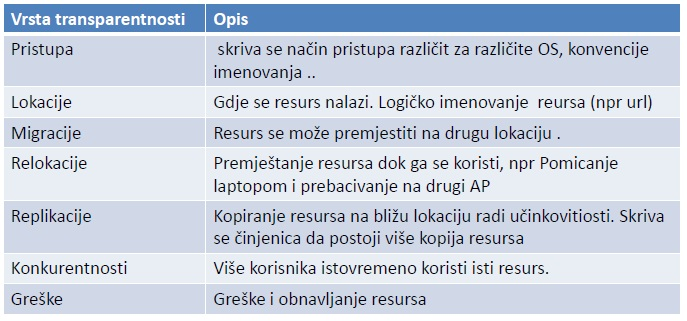 Vrsta transparentnosti Opis
Pristupa skriva se način pristupa različit za različite OS, konvencije
imenovanja ..
Lokacije Gdje se resurs nalazi. Logičko imenovanje reursa (npr url)
Migracije Resurs se može premjestiti na drugu lokaciju .
Relokacije Premještanje resursa dok ga se koristi, npr Pomicanje
laptopom i prebacivanje na drugi AP
Replikacije Kopiranje resursa na bližu lokaciju radi učinkovitiosti. Skriva
se činjenica da postoji više kopija resursa
Konkurentnosti Više korisnika istovremeno koristi isti resurs.
Greške Greške i obnavljanje resursa